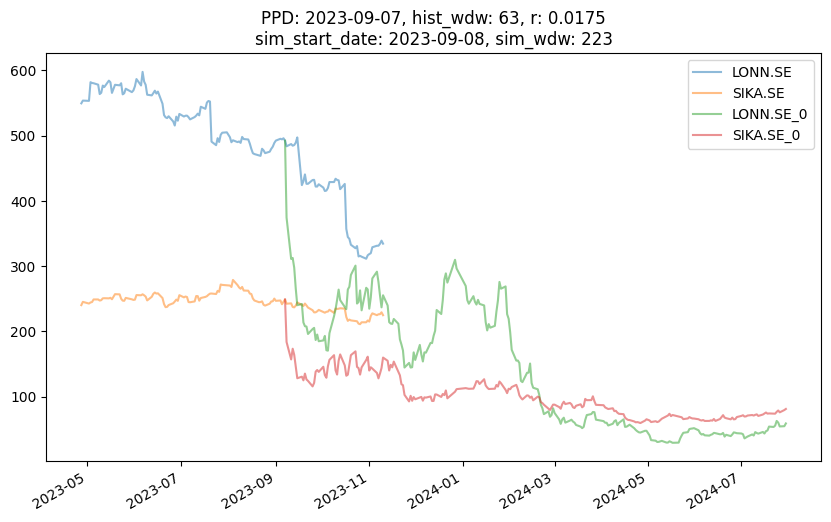 PPD: 2023-09-07, hist_wdw: 63, r: 0.0175
sim_start_date: 2023-09-08, sim_wdw: 223
LONN.SE
SIKA.SE
LONN.SE_0
SIKA.SE_0
600
500
400
300
200
100
2023-05
2023-07
2023-09
2023-11
2024-01
2024-03
2024-05
2024-07